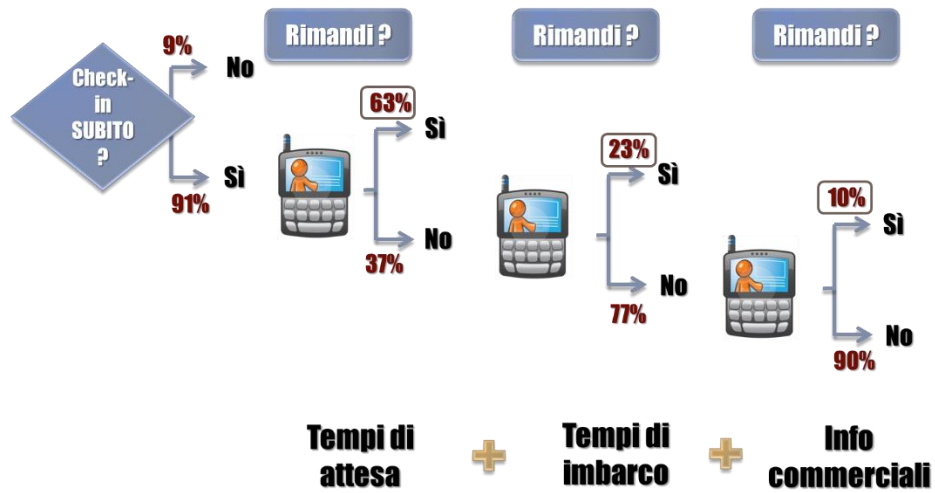 Rimandi ?
Rimandi ?
Rimandi ?
Check-
in
SUBITO
?
9%
No
Sì
91%
63%
Sì
No
37%
23%
Sì
No
77%
10%
Sì
No
90%
Tempi di
attesa
Tempi di
imbarco
Info
commerciali